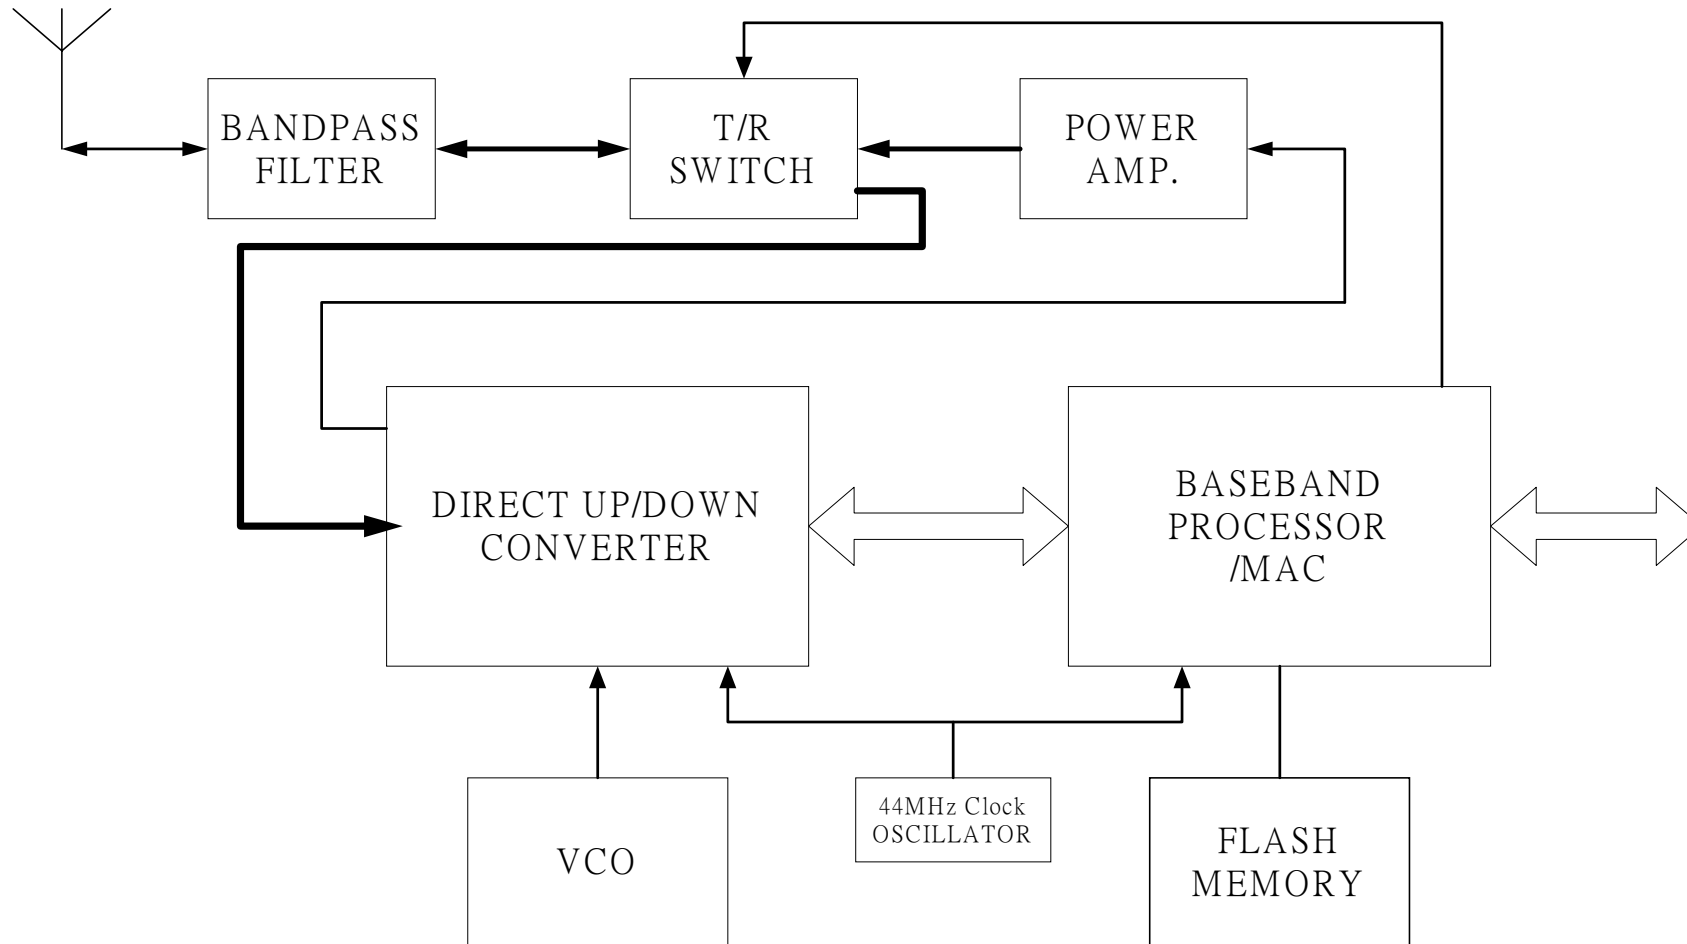 BANDPASS
FILTER
T/R
SWITCH
POWER
AMP.
DIRECT UP/DOWN
CONVERTER
BASEBAND
PROCESSOR
/MAC
VCO
44MHz Clock
OSCILLATOR
FLASH
MEMORY